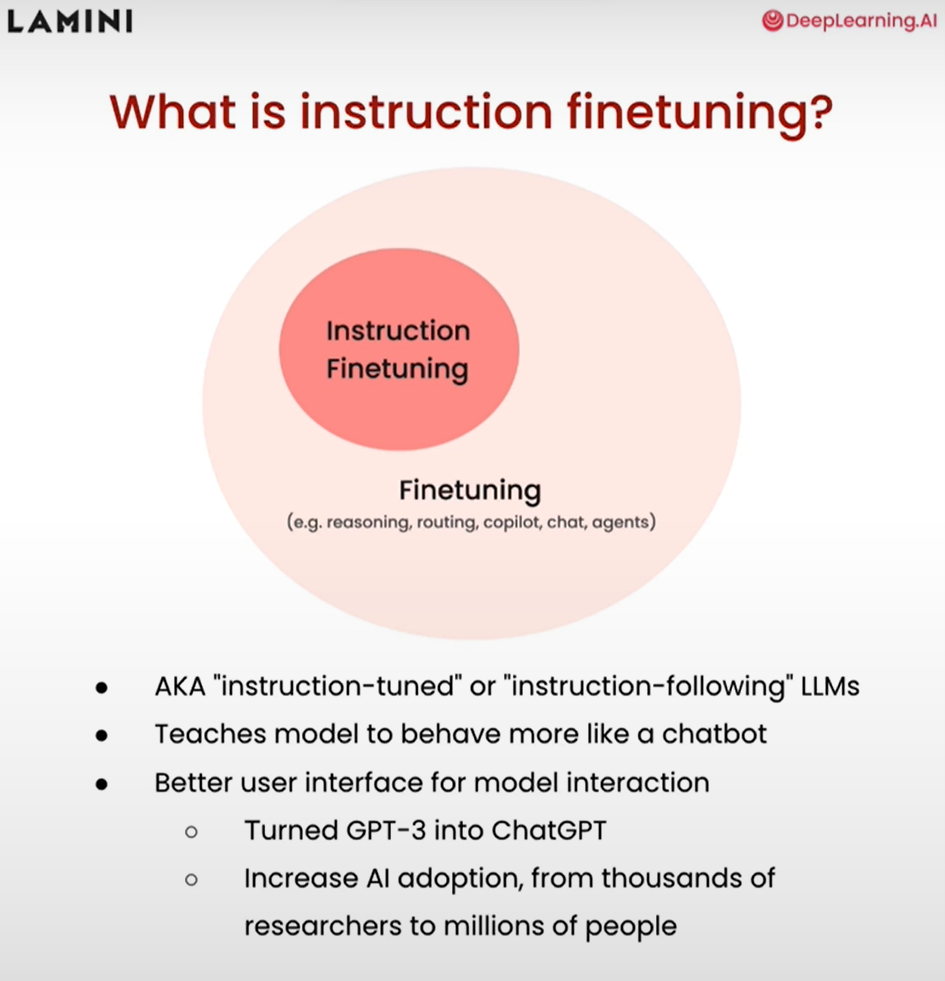 LAMINI
DeepLearning.AI
What is instruction finetuning?
Instruction
Finetuning
Finetuning
(e.g. reasoning, routing, copilot, chat, agents)
● AKA "instruction-tuned" or "instruction-following" LLMs
● Teaches model to behave more like a chatbot
● Better user interface for model interaction
○ Turned GPT-3 into ChatGPT
○ Increase AI adoption, from thousands of
researchers to millions of people